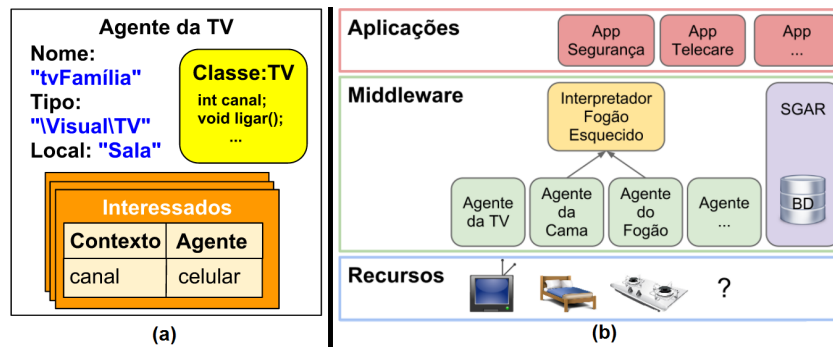 Agente da TV
Nome:
"tvFamília"
Tipo:
"\Visual\TV"
Local: "Sala"
Classe:TV
int canal;
void ligar();
...
Interessados
Contexto Agente
canal celular
(a)
Aplicações
App
Segurança
App
Telecare
App
...
Middleware
Interpretador
Fogão
Esquecido
SGAR
BD
Agente
da TV
Agente
da
Cama
Agente
do
Fogão
Agente
...
Recursos
?
(b)